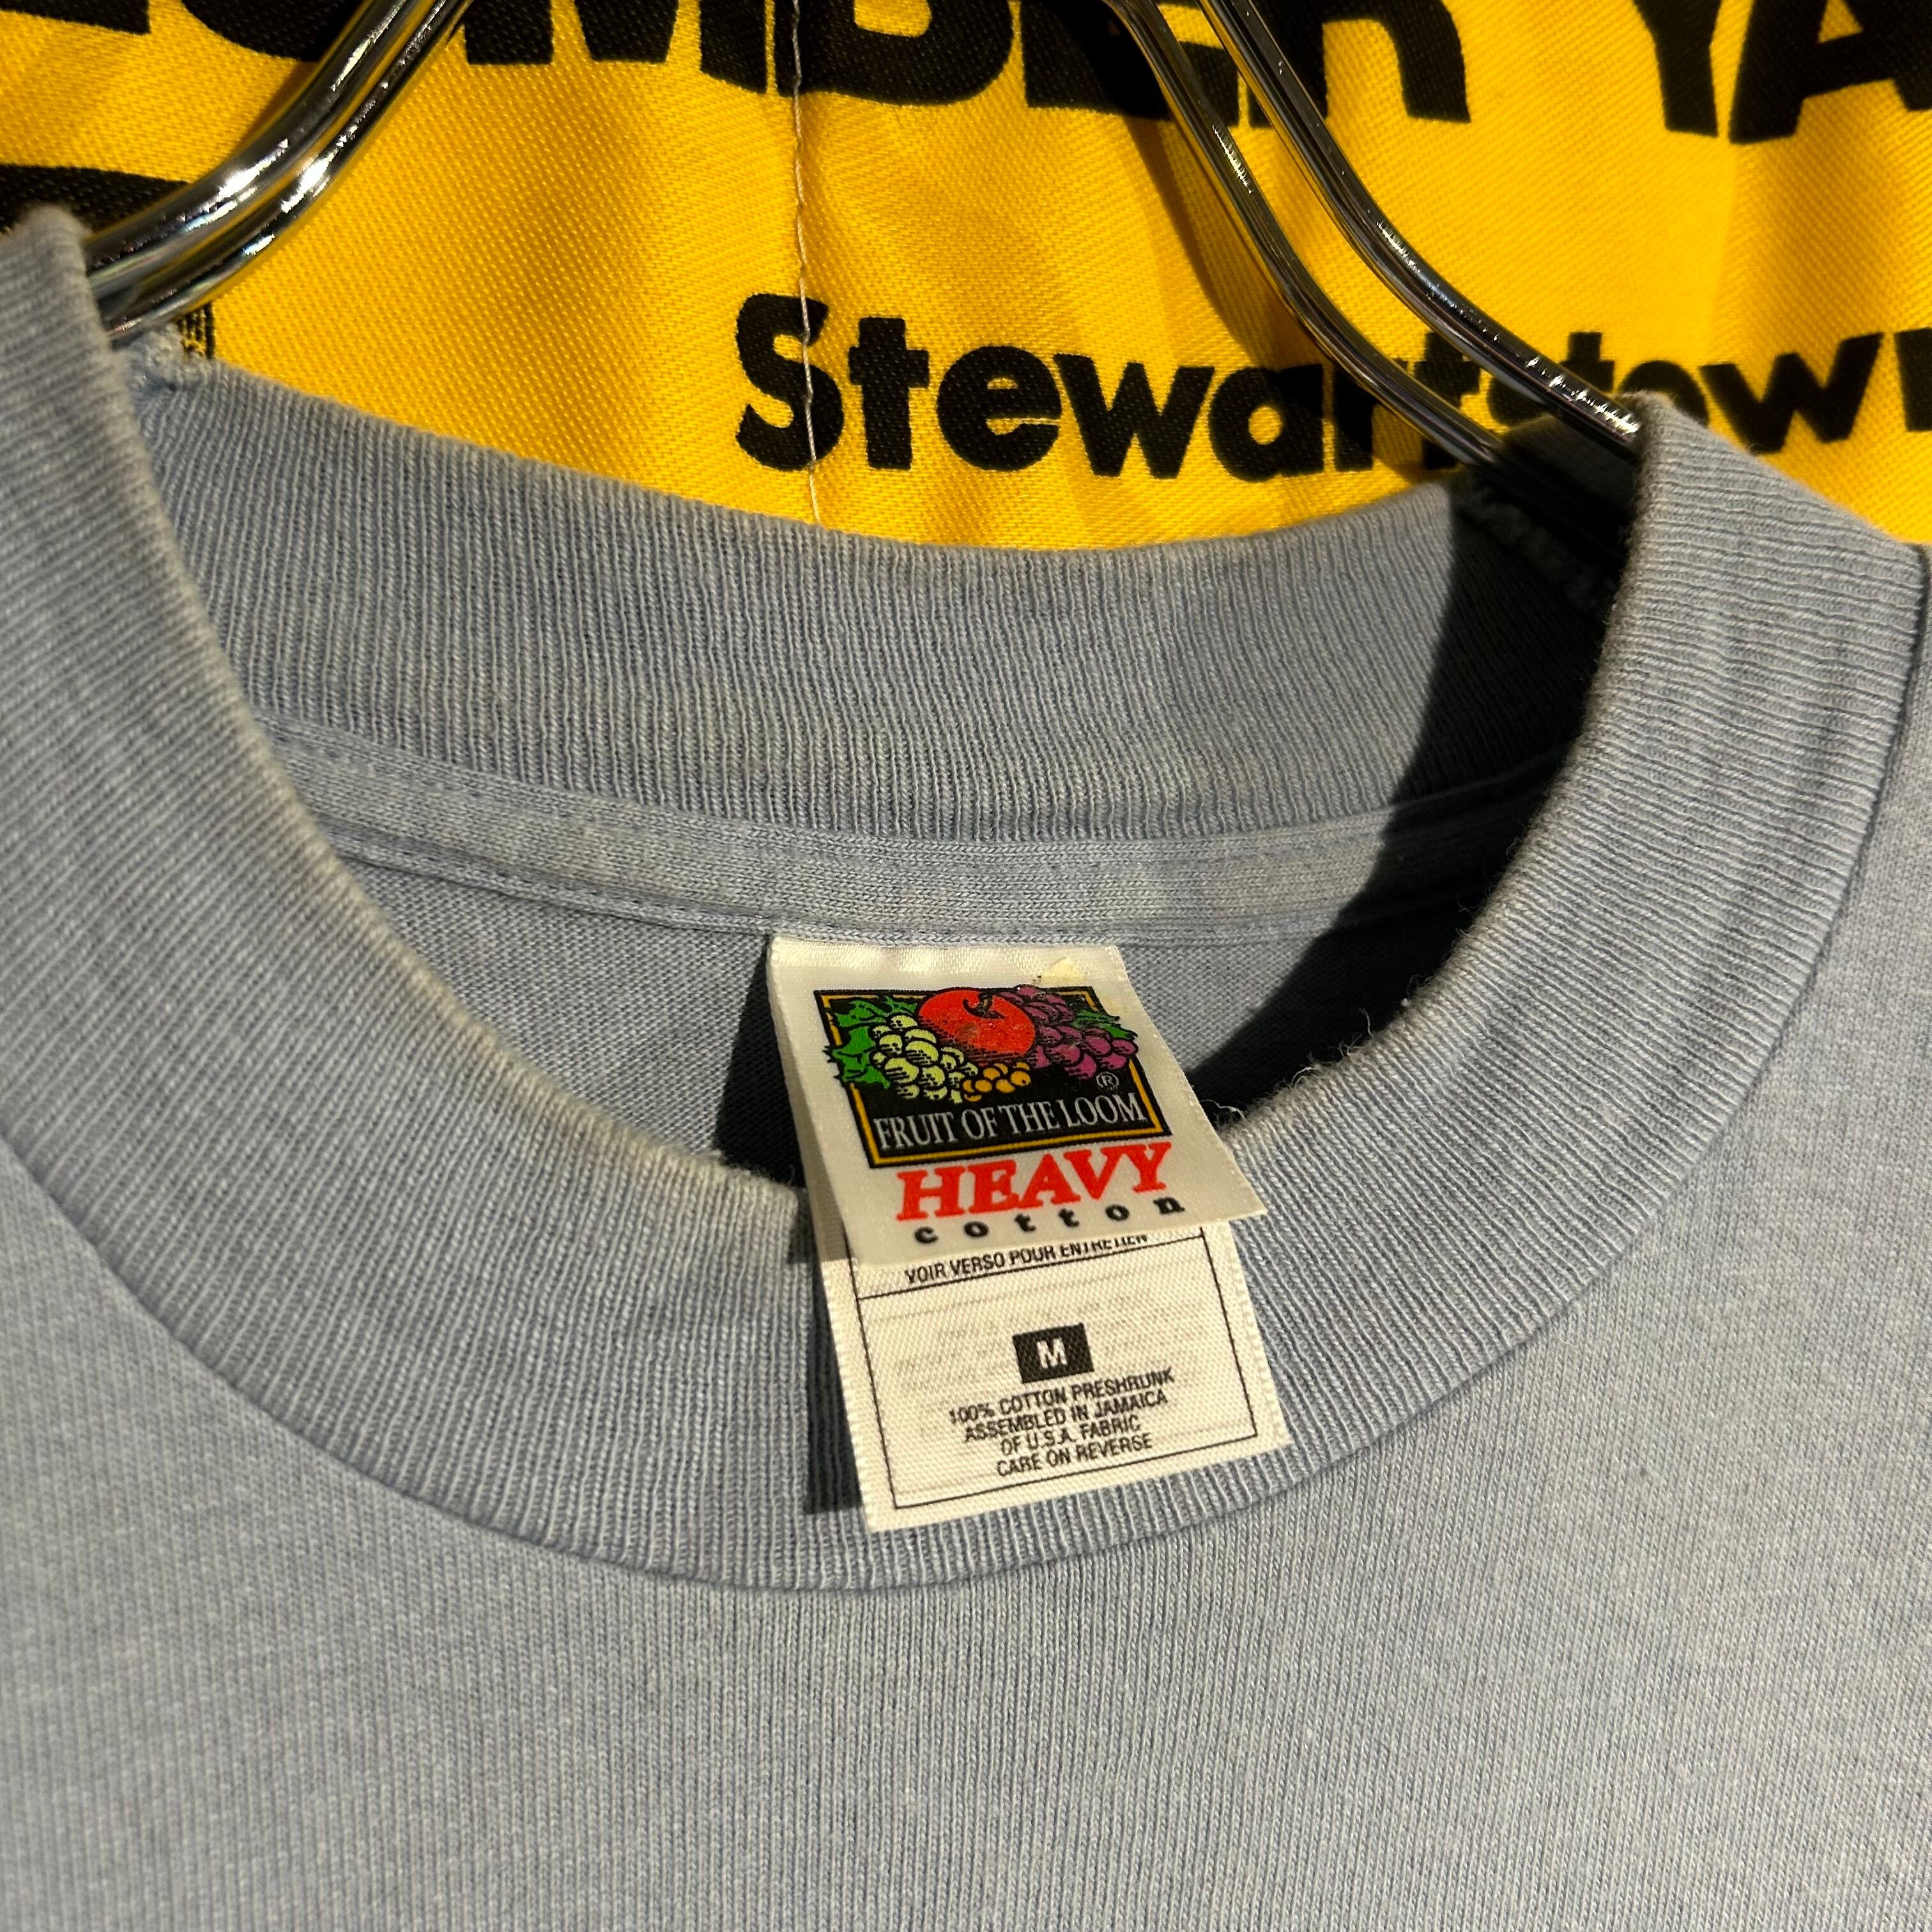 Stewartstown
®
FRUIT OF THE LOOM
HEAVY
cotton
VOIR VERSO POUR ENTRETIEN
M
100% COTTON PRESHRUNK
ASSEMBLED IN JAMAICA
OF U.S.A. FABRIC
CARE ON REVERSE